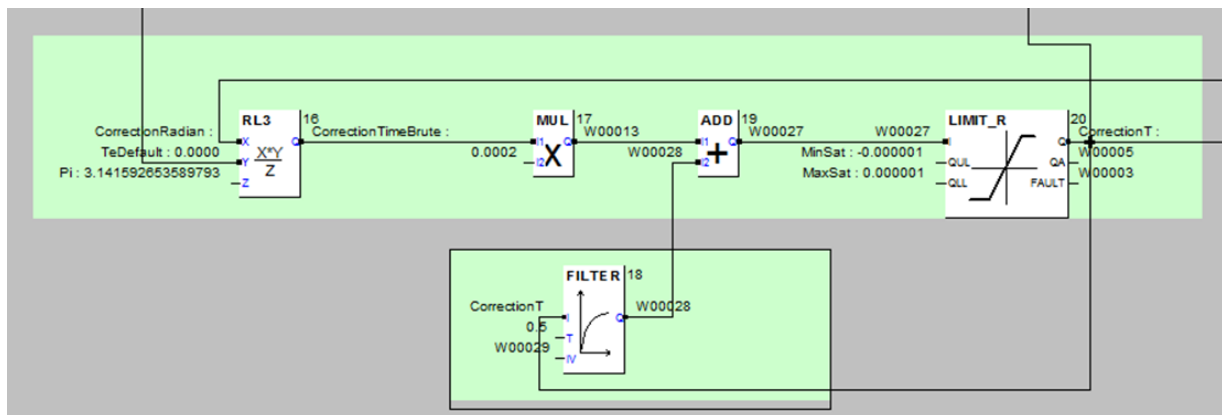 RL3
16
CorrectionRadian :
X
Q
CorrectionTimeBrute :
TeDefault : 0.0000
Y
X*Y
Z
Pi : 3.141592653589793
Z
MUL
17
I1
Q
W00013
0.0002
I2
X
W00028
ADD
19
I1
Q
W00027
I2
+
LIMIT_R
20
W00027
I
Q
CorrectionT :
MinSat : -0.000001
QUL
QA
W00005
MaxSat : 0.000001
QLL
FAULT
W00003
FILTER
18
CorrectionT
I
Q
W00028
0.5
T
W00029
IV